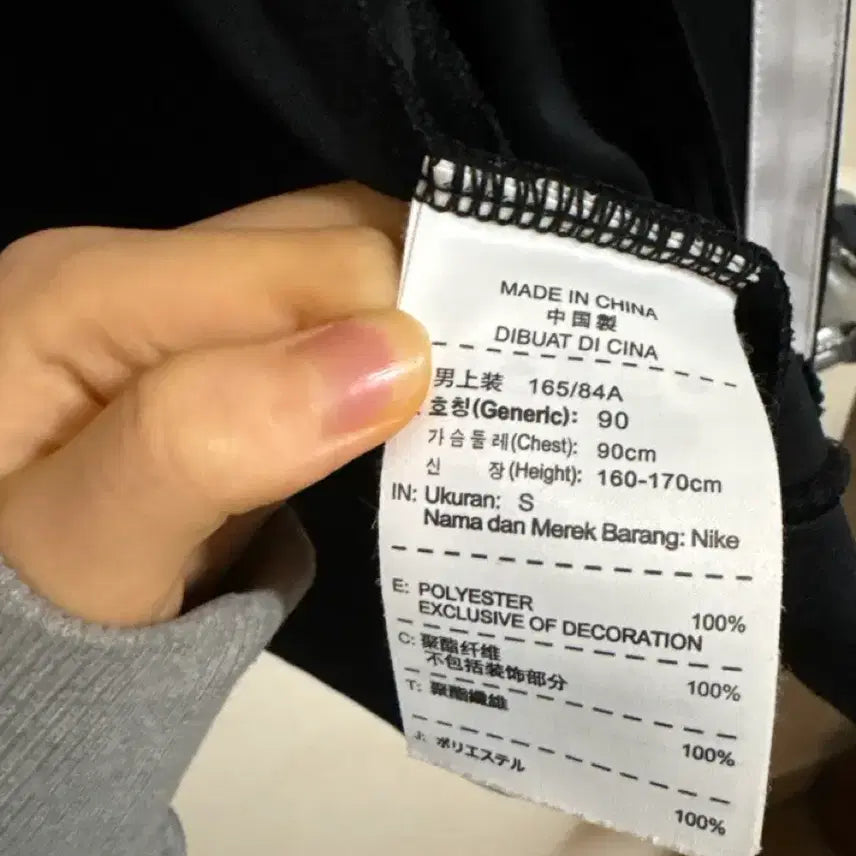 MADE IN CHINA
中国製
DIBUAT DI CINA
男上装 165/84A
호칭(Generic): 90
가슴둘레(Chest): 90cm
신 장(Height): 160-170cm
IN: Ukuran: S
Nama dan Merek Barang: Nike
E: POLYESTER 100%
EXCLUSIVE OF DECORATION
C: 聚酯纤维 100%
不包括装饰部分
T: 聚酯纖維 100%
J: ポリエステル 100%